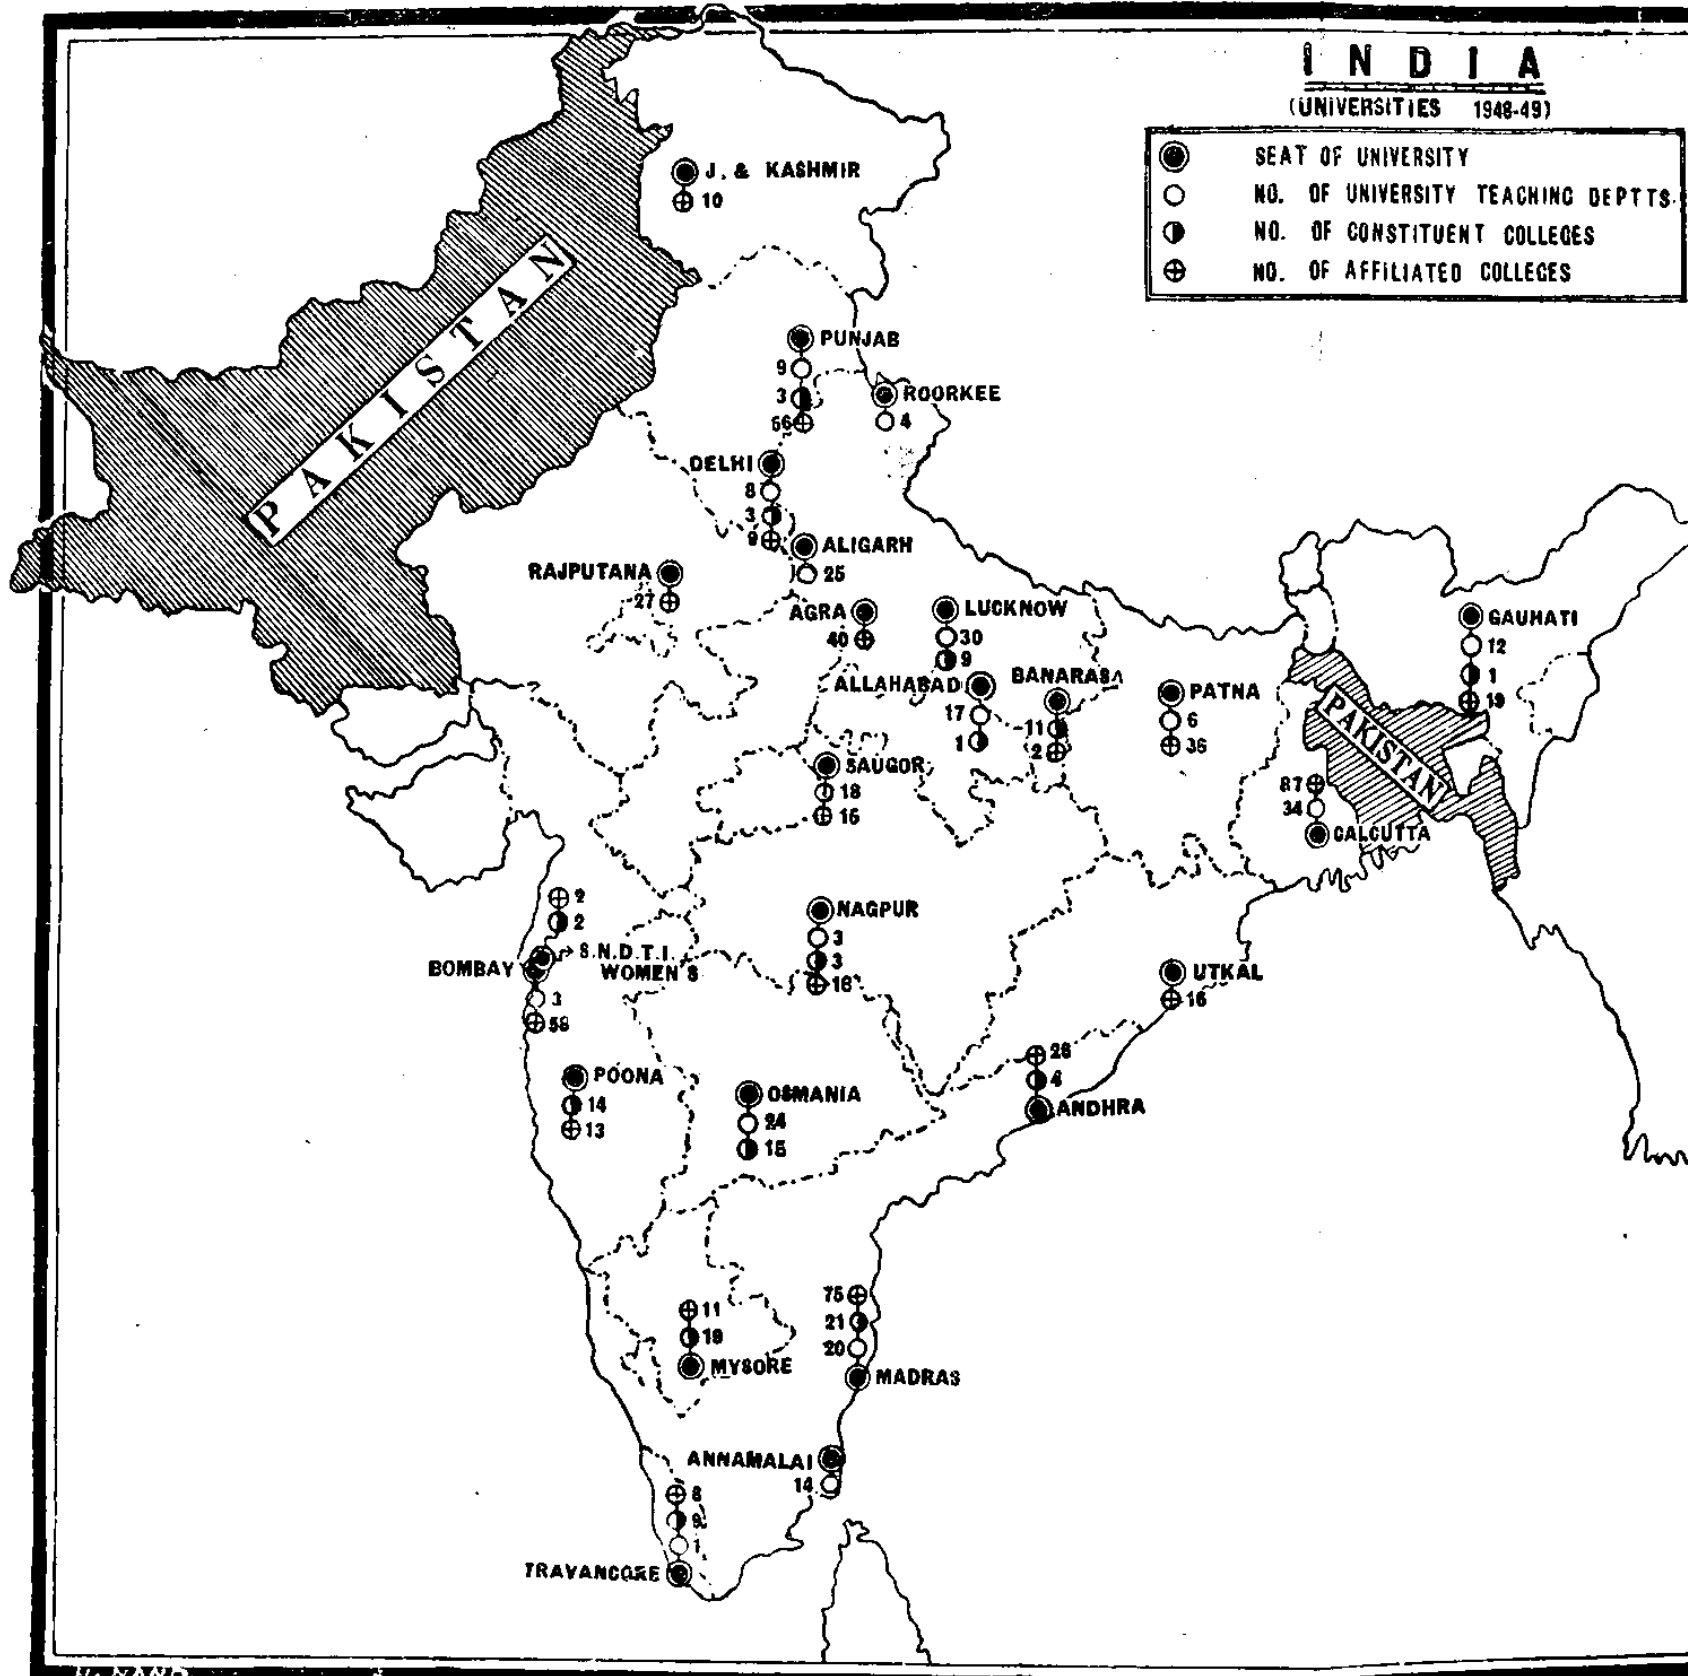 INDIA
(UNIVERSITIES 1948-49)
SEAT OF UNIVERSITY
NO. OF UNIVERSITY TEACHING DEPTTS.
NO. OF CONSTITUENT COLLEGES
NO. OF AFFILIATED COLLEGES
PAKISTAN
J. & KASHMIR
10
PUNJAB
9
3
56
ROORKEE
4
DELHI
8
3
9
ALIGARH
25
RAJPUTANA
27
AGRA
40
LUCKNOW
30
9
ALLAHABAD
17
1
BANARAS
11
2
PATNA
6
36
GAUHATI
12
1
19
PAKISTAN
87
34
CALCUTTA
SAUGOR
18
16
NAGPUR
3
3
18
2
2
S.N.D.T.I.
WOMEN'S
BOMBAY
3
58
UTKAL
16
26
4
ANDHRA
POONA
14
13
OSMANIA
24
15
11
19
MYSORE
75
21
20
MADRAS
ANNAMALAI
14
8
9
1
TRAVANCORE